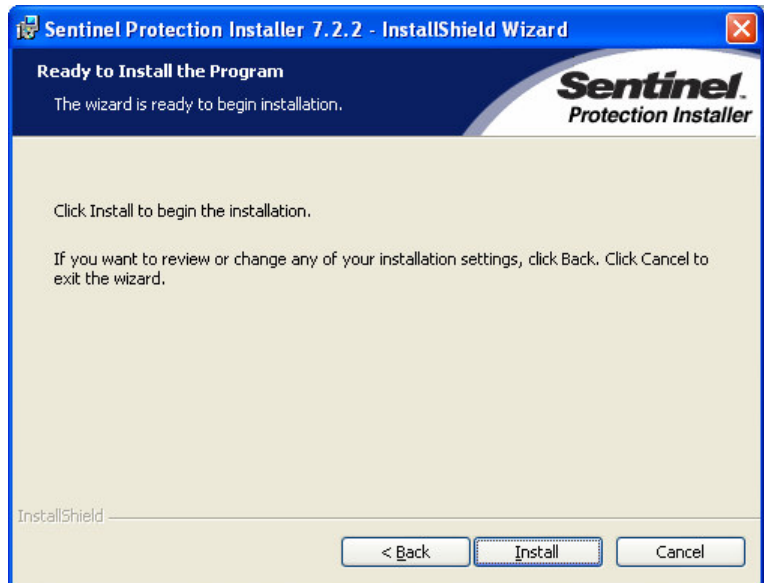 Sentinel Protection Installer 7.2.2 - InstallShield Wizard
Ready to Install the Program
The wizard is ready to begin installation.
Sentinel™
Protection Installer
Click Install to begin the installation.
If you want to review or change any of your installation settings, click Back. Click Cancel to
exit the wizard.
InstallShield
< Back
Install
Cancel